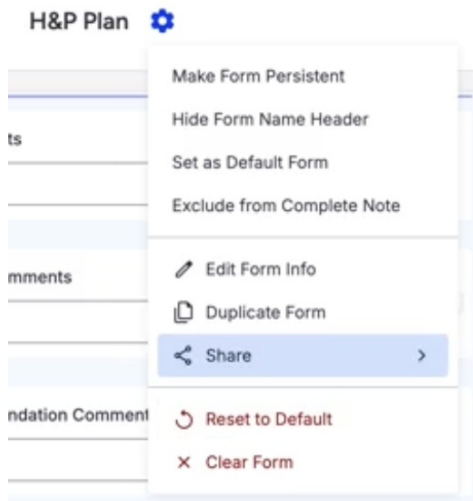 H&P Plan
Make Form Persistent
ts
Hide Form Name Header
Set as Default Form
Exclude from Complete Note
mments
Edit Form Info
Duplicate Form
Share
ndation Comment
Reset to Default
Clear Form